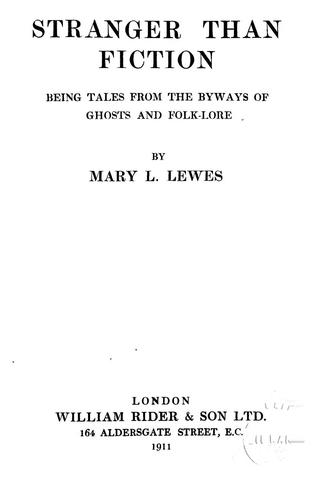 STRANGER THAN
FICTION
BEING TALES FROM THE BYWAYS OF
GHOSTS AND FOLK-LORE
BY
MARY L. LEWES
LONDON
WILLIAM RIDER & SON LTD.
164 ALDERSGATE STREET, E.C.
1911